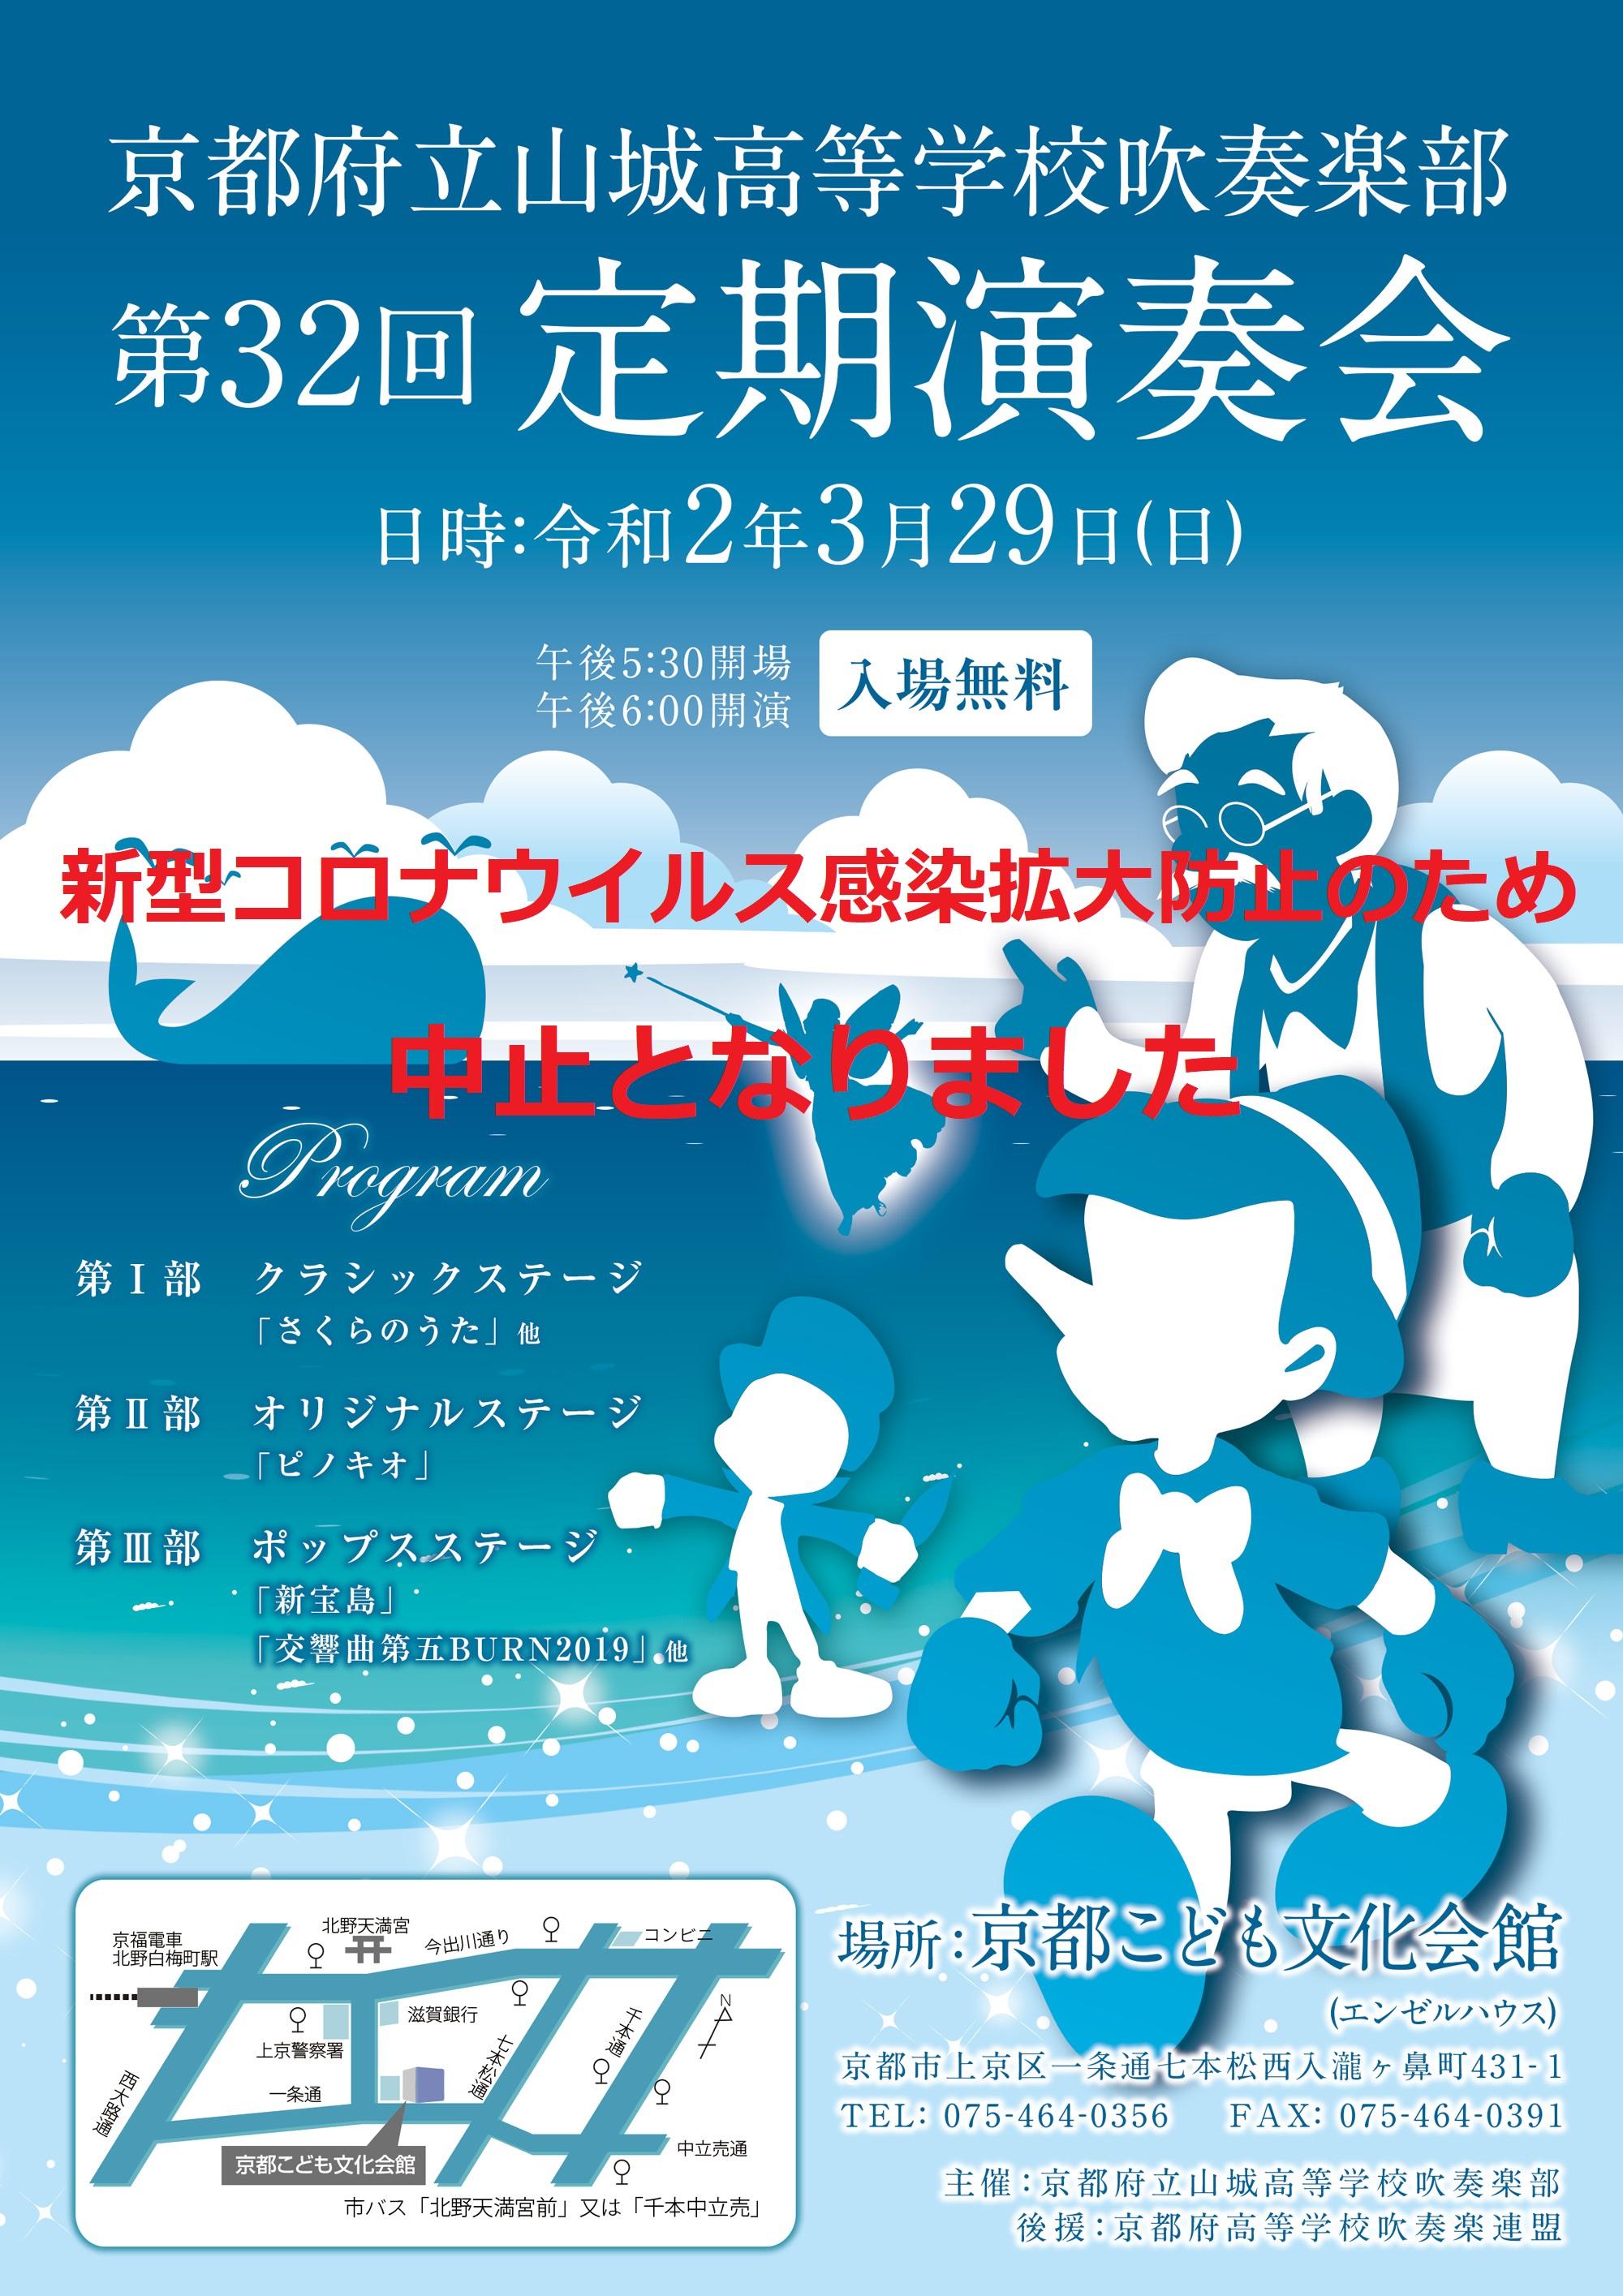 京都府立山城高等学校吹奏楽部
第32回 定期演奏会
日時:令和2年3月29日(日)
午後5:30開場
午後6:00開演
入場無料
新型コロナウイルス感染拡大防止のため
中止となりました
Program
第Ⅰ部 クラシックステージ
「さくらのうた」他
第Ⅱ部 オリジナルステージ
「ピノキオ」
第Ⅲ部 ポップスステージ
「新宝島」
「交響曲第五BURN2019」他
京福電車
北野白梅町駅
北野天満宮
今出川通り
コンビニ
滋賀銀行
上京警察署
一条通
西大路通
七本松通
千本通
N
中立売通
京都こども文化会館
市バス「北野天満宮前」又は「千本中立売」
場所:京都こども文化会館
(エンゼルハウス)
京都市上京区一条通七本松西入瀧ヶ鼻町431-1
TEL: 075-464-0356 FAX: 075-464-0391
主催:京都府立山城高等学校吹奏楽部
後援:京都府高等学校吹奏楽連盟